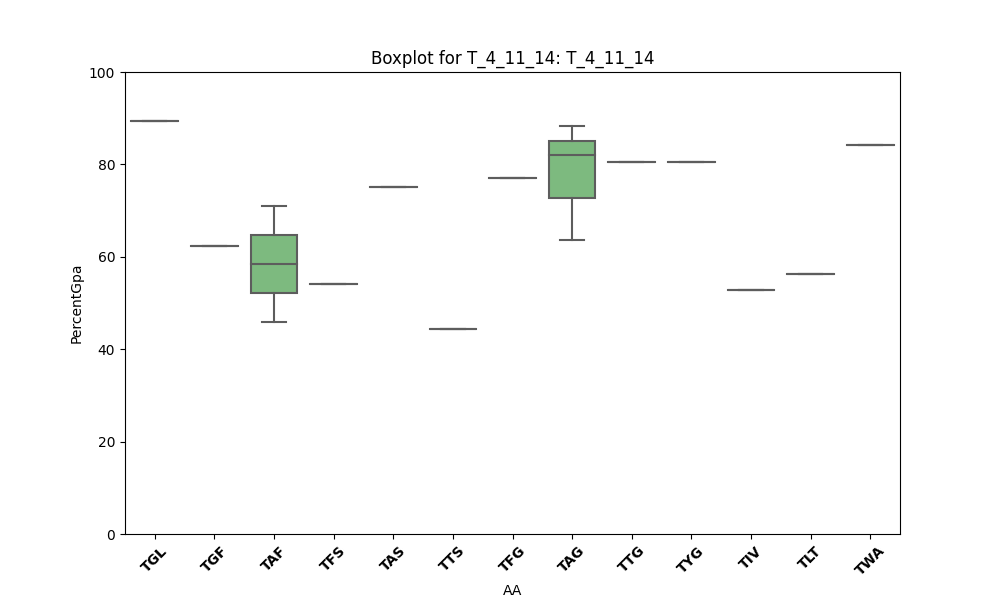 Boxplot for T_4_11_14: T_4_11_14
100
80
60
40
20
0
PercentGpa
TGL TGF TAF TFS TAS TTS TFG TAG TTG TYG TIV TLT TWA
AA